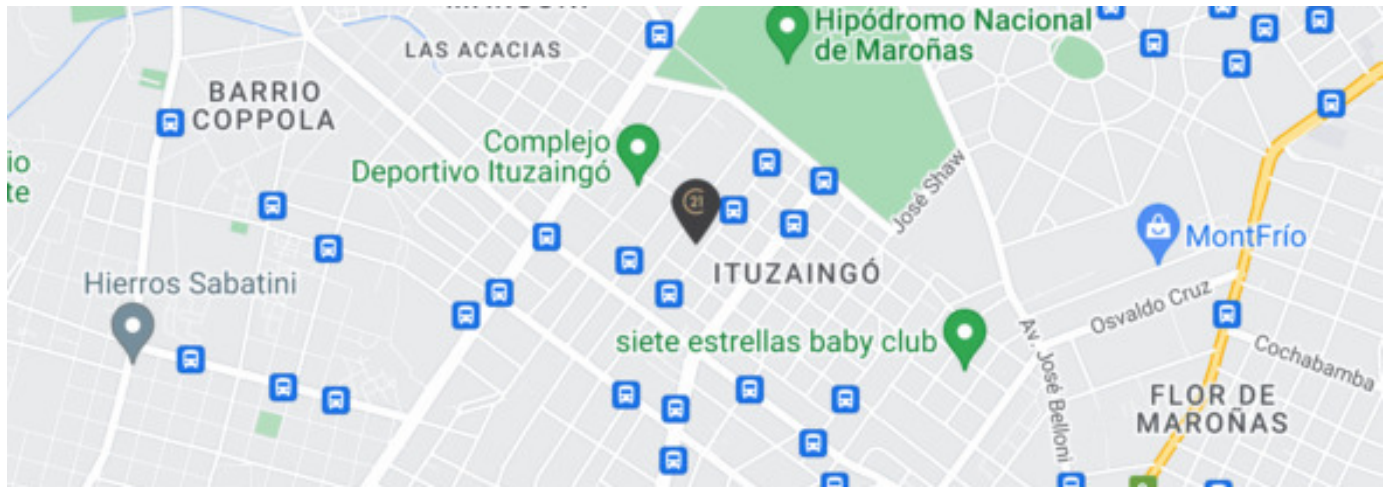 LAS ACACIAS
Hipódromo Nacional
de Maroñas
BARRIO
COPPOLA
Complejo
Deportivo Ituzaingó
José Shaw
21
MontFrío
ITUZAINGÓ
Hierros Sabatini
Osvaldo Cruz
siete estrellas baby club
Av. José Belloni
Cochabamba
FLOR DE
MAROÑAS